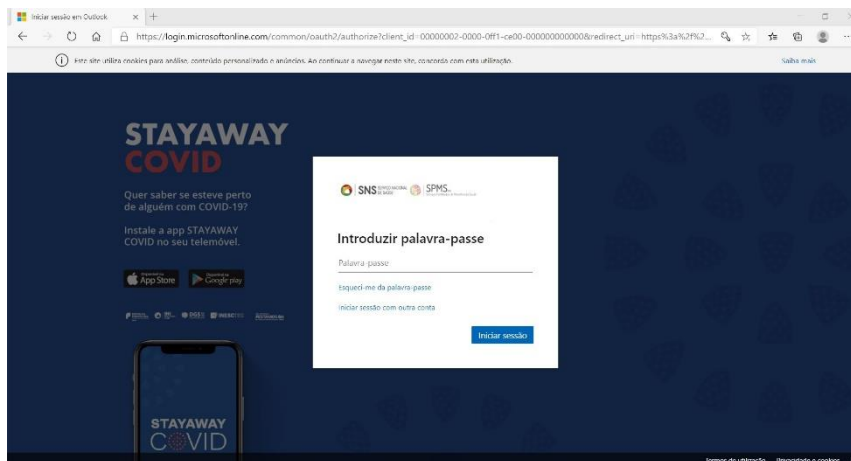 Iniciar sessão em Outlook
https://login.microsoftonline.com/common/oauth2/authorize?client_id=00000002-0000-0ff1-ce00-000000000000&redirect_uri=https%3a%2f%2...
Este site utiliza cookies para análise, conteúdo personalizado e anúncios. Ao continuar a navegar neste site, concorda com esta utilização.
Saiba mais
STAYAWAY
COVID
Quer saber se esteve perto
de alguém com COVID-19?
Instale a app STAYAWAY
COVID no seu telemóvel.
App Store
Google play
SNS SERVIÇO NACIONAL DE SAÚDE
SPMS
Introduzir palavra-passe
Palavra-passe
Esqueci-me da palavra-passe
Iniciar sessão com outra conta
Iniciar sessão
STAYAWAY
COVID
Termos de utilização
Privacidade e cookies